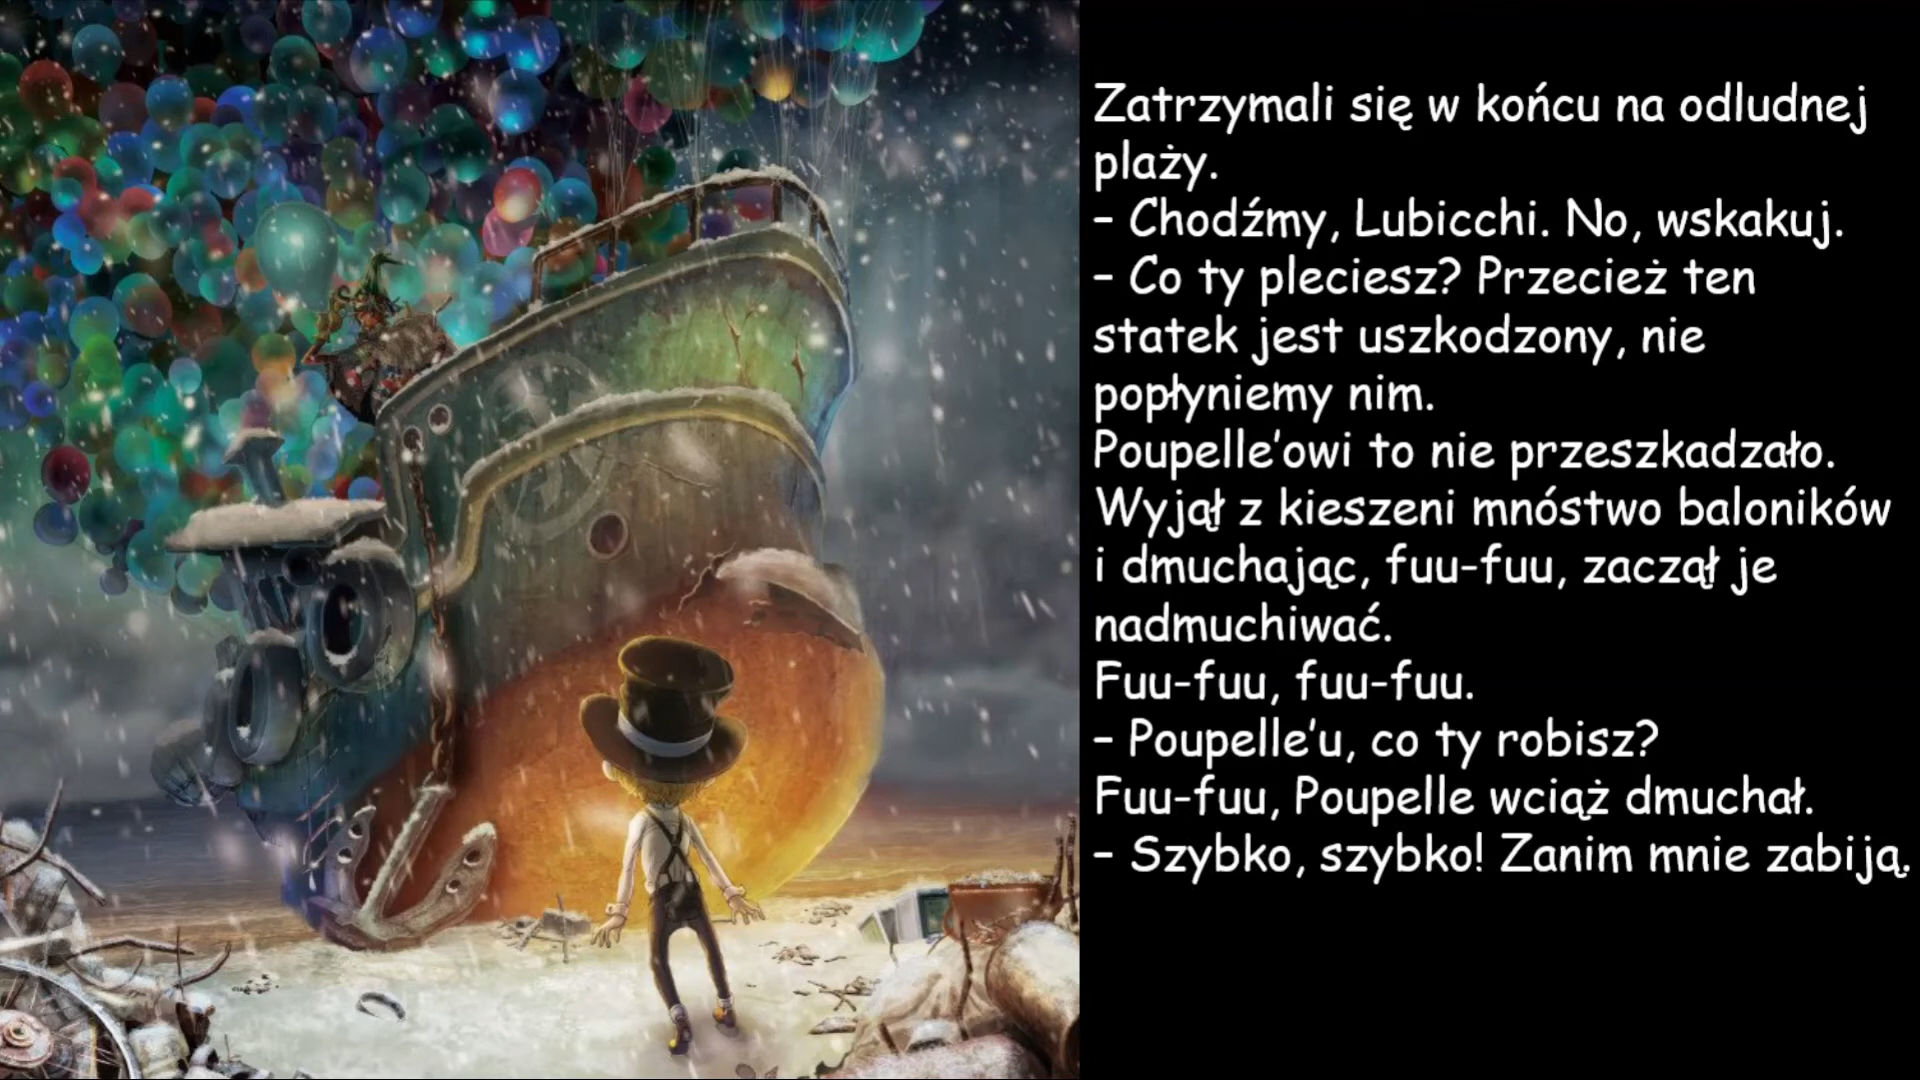 Zatrzymali się w końcu na odludnej
plaży.
– Chodźmy, Lubicchi. No, wskakuj.
– Co ty pleciesz? Przecież ten
statek jest uszkodzony, nie
popłyniemy nim.
Poupelle’owi to nie przeszkadzało.
Wyjął z kieszeni mnóstwo baloników
i dmuchając, fuu-fuu, zaczął je
nadmuchiwać.
Fuu-fuu, fuu-fuu.
– Poupelle’u, co ty robisz?
Fuu-fuu, Poupelle wciąż dmuchał.
– Szybko, szybko! Zanim mnie zabiją.